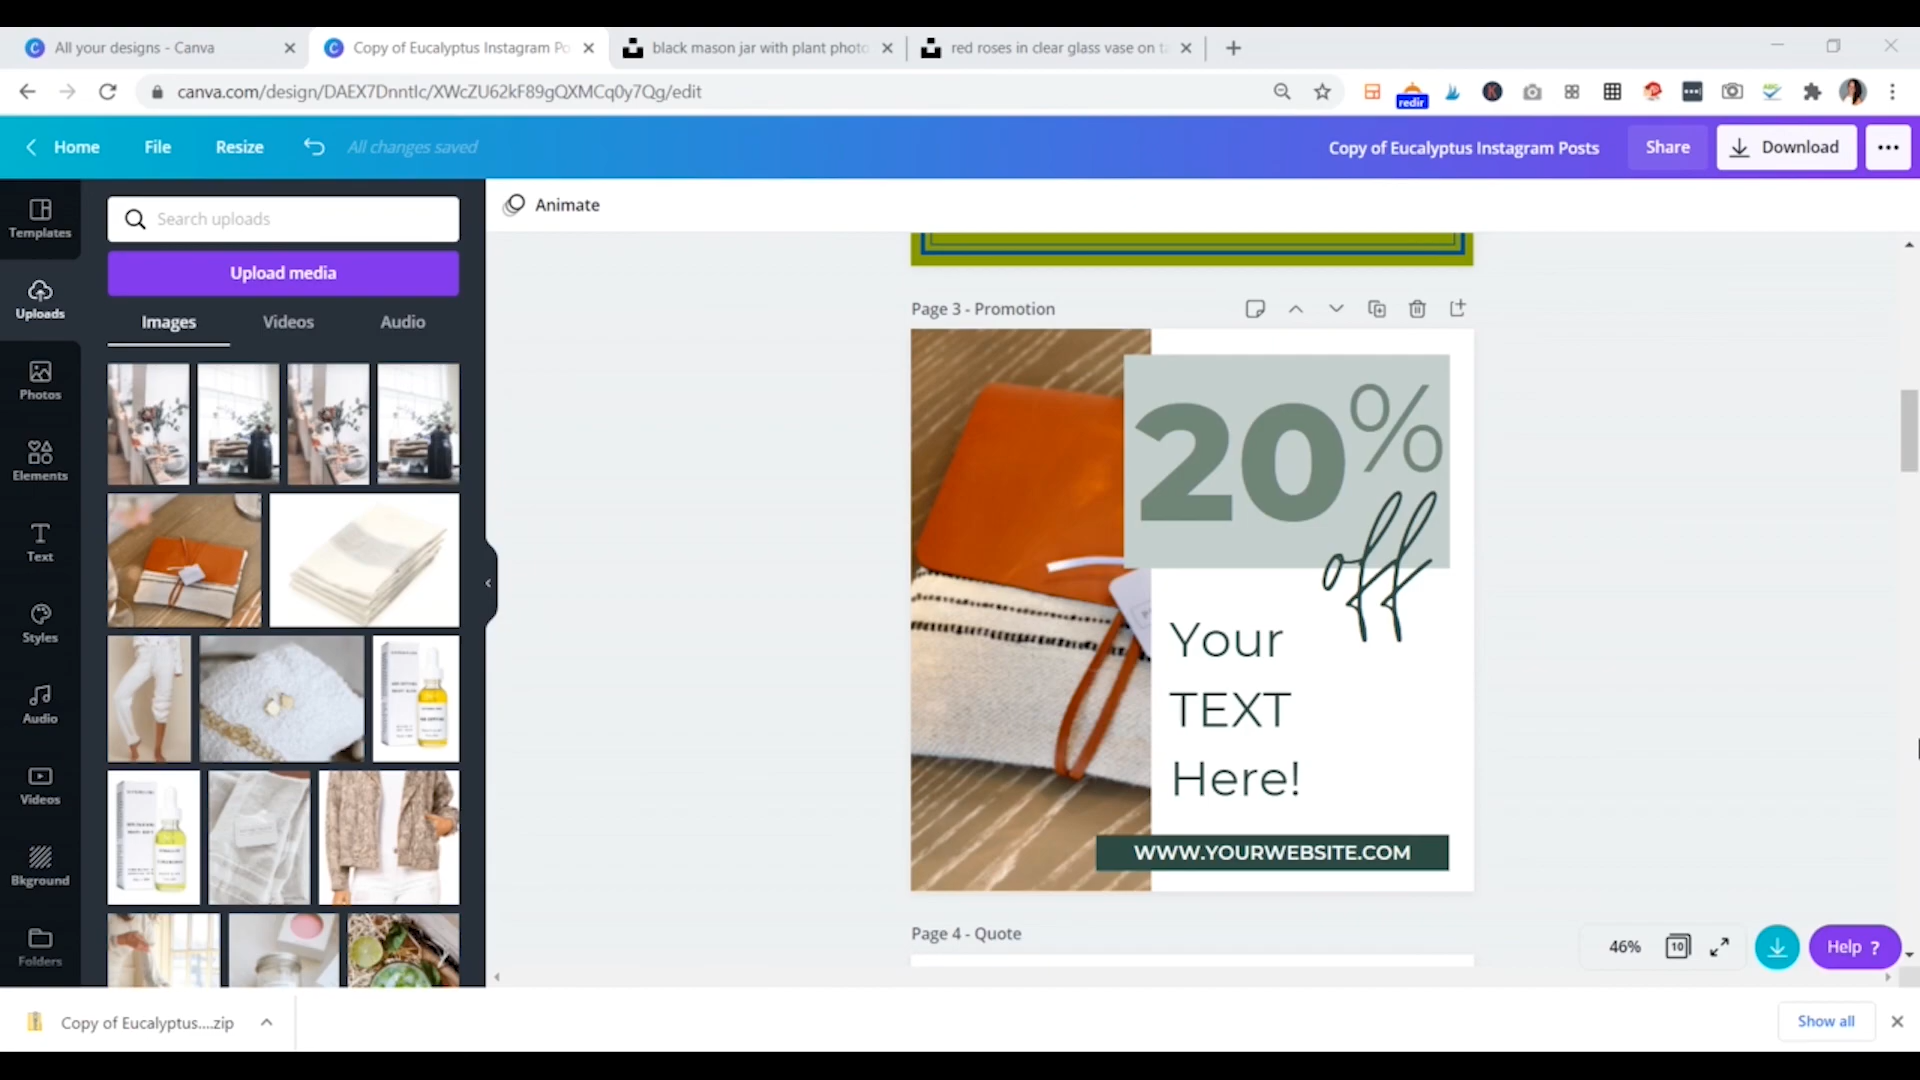 All your designs - Canva
Copy of Eucalyptus Instagram Po
black mason jar with plant photo
red roses in clear glass vase on ta
canva.com/design/DAEX7DnntIc/XWcZU62kF89gQXMCq0y7Qg/edit
redir
Home
File
Resize
All changes saved
Copy of Eucalyptus Instagram Posts
Share
Download
Templates
Uploads
Photos
Elements
Text
Styles
Audio
Videos
Bkground
Folders
Search uploads
Upload media
Images
Videos
Audio
Animate
Page 3 - Promotion
20%
off
Your
TEXT
Here!
WWW.YOURWEBSITE.COM
Page 4 - Quote
46%
10
Help ?
Copy of Eucalyptus....zip
Show all